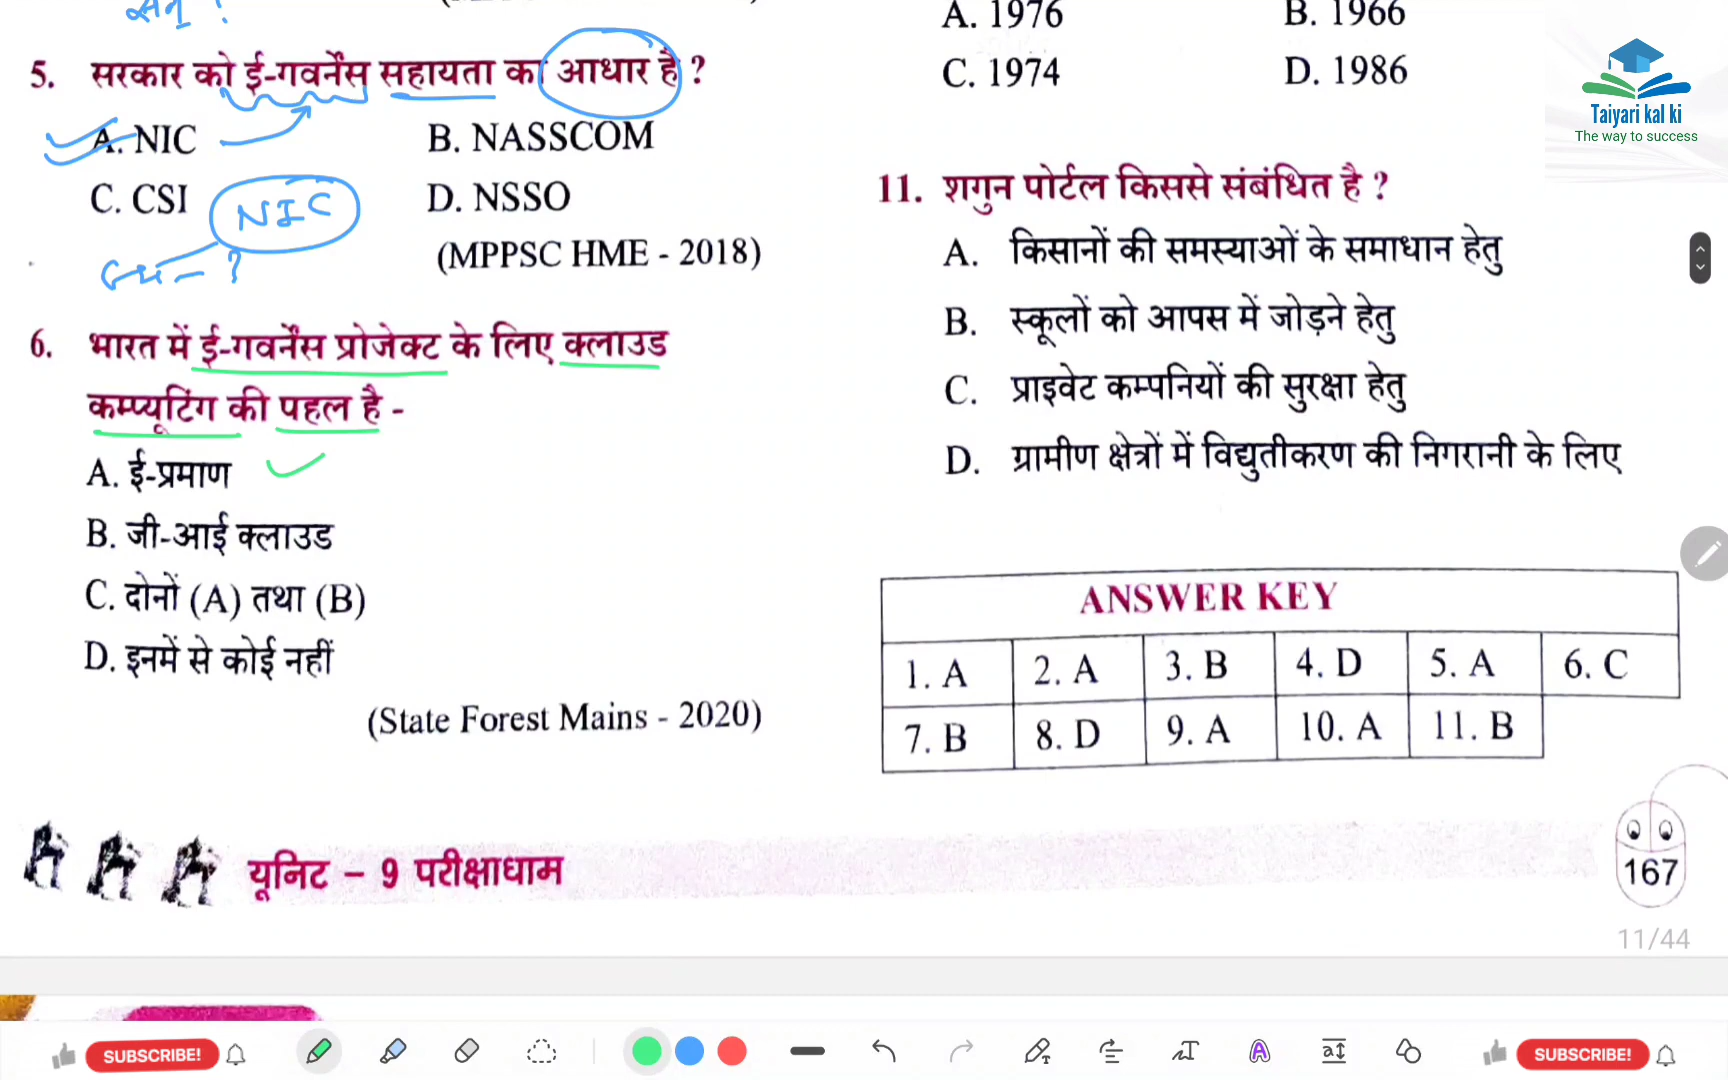 5. सरकार को ई-गवर्नेंस सहायता का आधार है ?
A. NIC B. NASSCOM
C. CSI D. NSSO
NIC
(MPPSC HME - 2018)
6. भारत में ई-गवर्नेंस प्रोजेक्ट के लिए क्लाउड
कम्प्यूटिंग की पहल है -
A. ई-प्रमाण
B. जी-आई क्लाउड
C. दोनों (A) तथा (B)
D. इनमें से कोई नहीं
(State Forest Mains - 2020)
A. 1976 B. 1966
C. 1974 D. 1986
11. शगुन पोर्टल किससे संबंधित है ?
A. किसानों की समस्याओं के समाधान हेतु
B. स्कूलों को आपस में जोड़ने हेतु
C. प्राइवेट कम्पनियों की सुरक्षा हेतु
D. ग्रामीण क्षेत्रों में विद्युतीकरण की निगरानी के लिए
ANSWER KEY
1. A 2. A 3. B 4. D 5. A 6. C
7. B 8. D 9. A 10. A 11. B
Taiyari kal ki
The way to success
यूनिट - 9 परीक्षाधाम
167
11/44
SUBSCRIBE!
SUBSCRIBE!